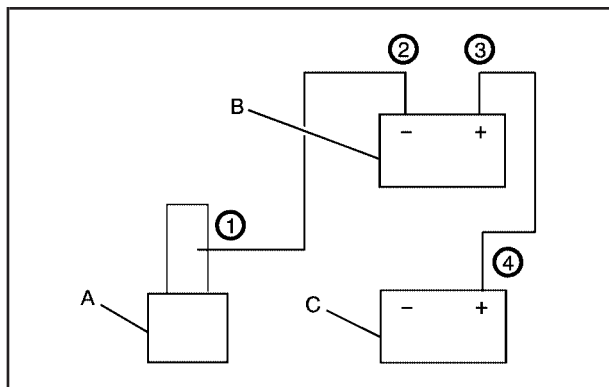 ② ③
B
− +
①
④
A
C
− +